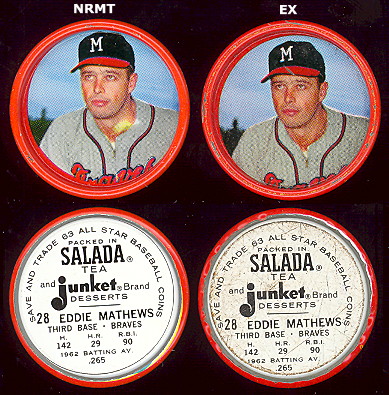 NRMT
EX
M
Braves
M
Braves
SAVE AND TRADE 63 ALL STAR BASEBALL COINS
PACKED IN
SALADA®
TEA
and Junket® Brand
DESSERTS
28 EDDIE MATHEWS
THIRD BASE - BRAVES
H. H.R. R.B.I.
142 29 90
1962 BATTING AV.
.265
SAVE AND TRADE 63 ALL STAR BASEBALL COINS
PACKED IN
SALADA®
TEA
and Junket® Brand
DESSERTS
28 EDDIE MATHEWS
THIRD BASE - BRAVES
H. H.R. R.B.I.
142 29 90
1962 BATTING AV.
.265